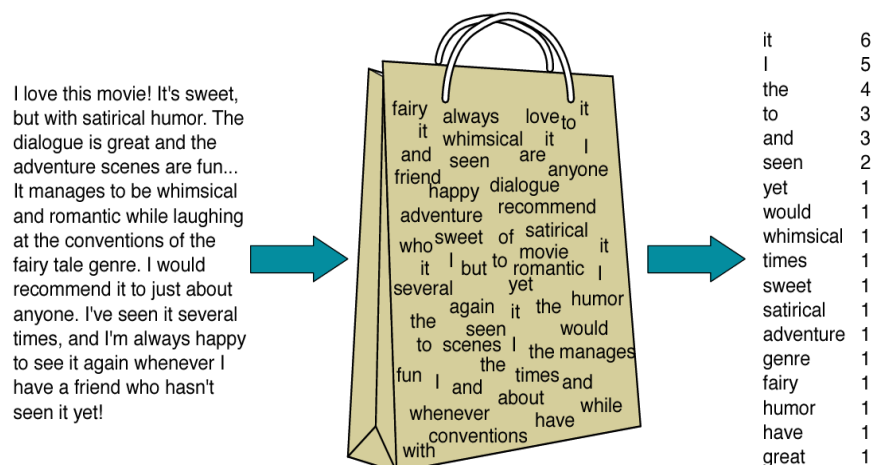 I love this movie! It's sweet,
but with satirical humor. The
dialogue is great and the
adventure scenes are fun...
It manages to be whimsical
and romantic while laughing
at the conventions of the
fairy tale genre. I would
recommend it to just about
anyone. I've seen it several
times, and I'm always happy
to see it again whenever I
have a friend who hasn't
seen it yet!
fairy always love to it
it whimsical it I
and seen are anyone
friend happy dialogue
adventure recommend
who sweet of satirical
it I but to movie it
romantic I
several yet
again it the humor
the seen would
to scenes I the manages
the
fun I and times and
about
whenever have while
conventions
with
it 6
I 5
the 4
to 3
and 3
seen 2
yet 1
would 1
whimsical 1
times 1
sweet 1
satirical 1
adventure 1
genre 1
fairy 1
humor 1
have 1
great 1